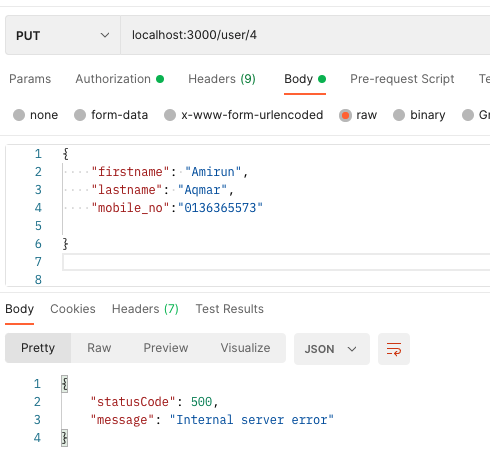 PUT localhost:3000/user/4
Params Authorization Headers (9) Body Pre-request Script Te
none form-data x-www-form-urlencoded raw binary Gr
1 {
2 "firstname": "Amirun",
3 "lastname": "Aqmar",
4 "mobile_no":"0136365573"
5
6 }
7
8
Body Cookies Headers (7) Test Results
Pretty Raw Preview Visualize JSON
1 {
2 "statusCode": 500,
3 "message": "Internal server error"
4 }